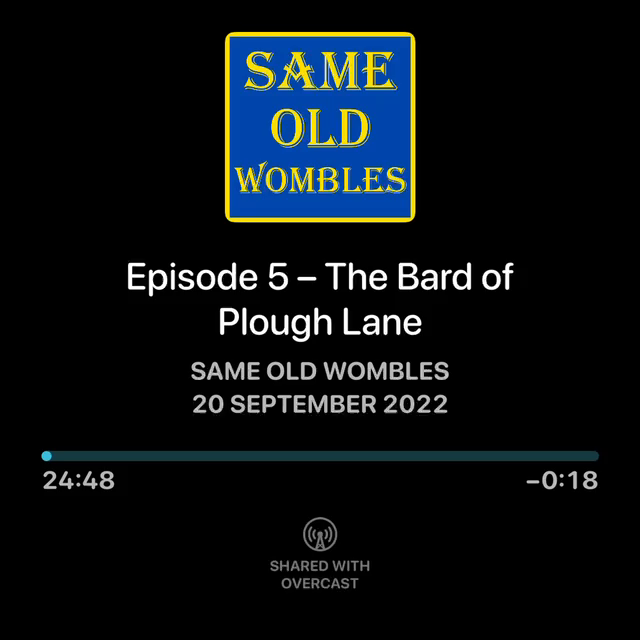 SAME
OLD
WOMBLES
Episode 5 – The Bard of
Plough Lane
SAME OLD WOMBLES
20 SEPTEMBER 2022
24:48
−0:18
SHARED WITH
OVERCAST